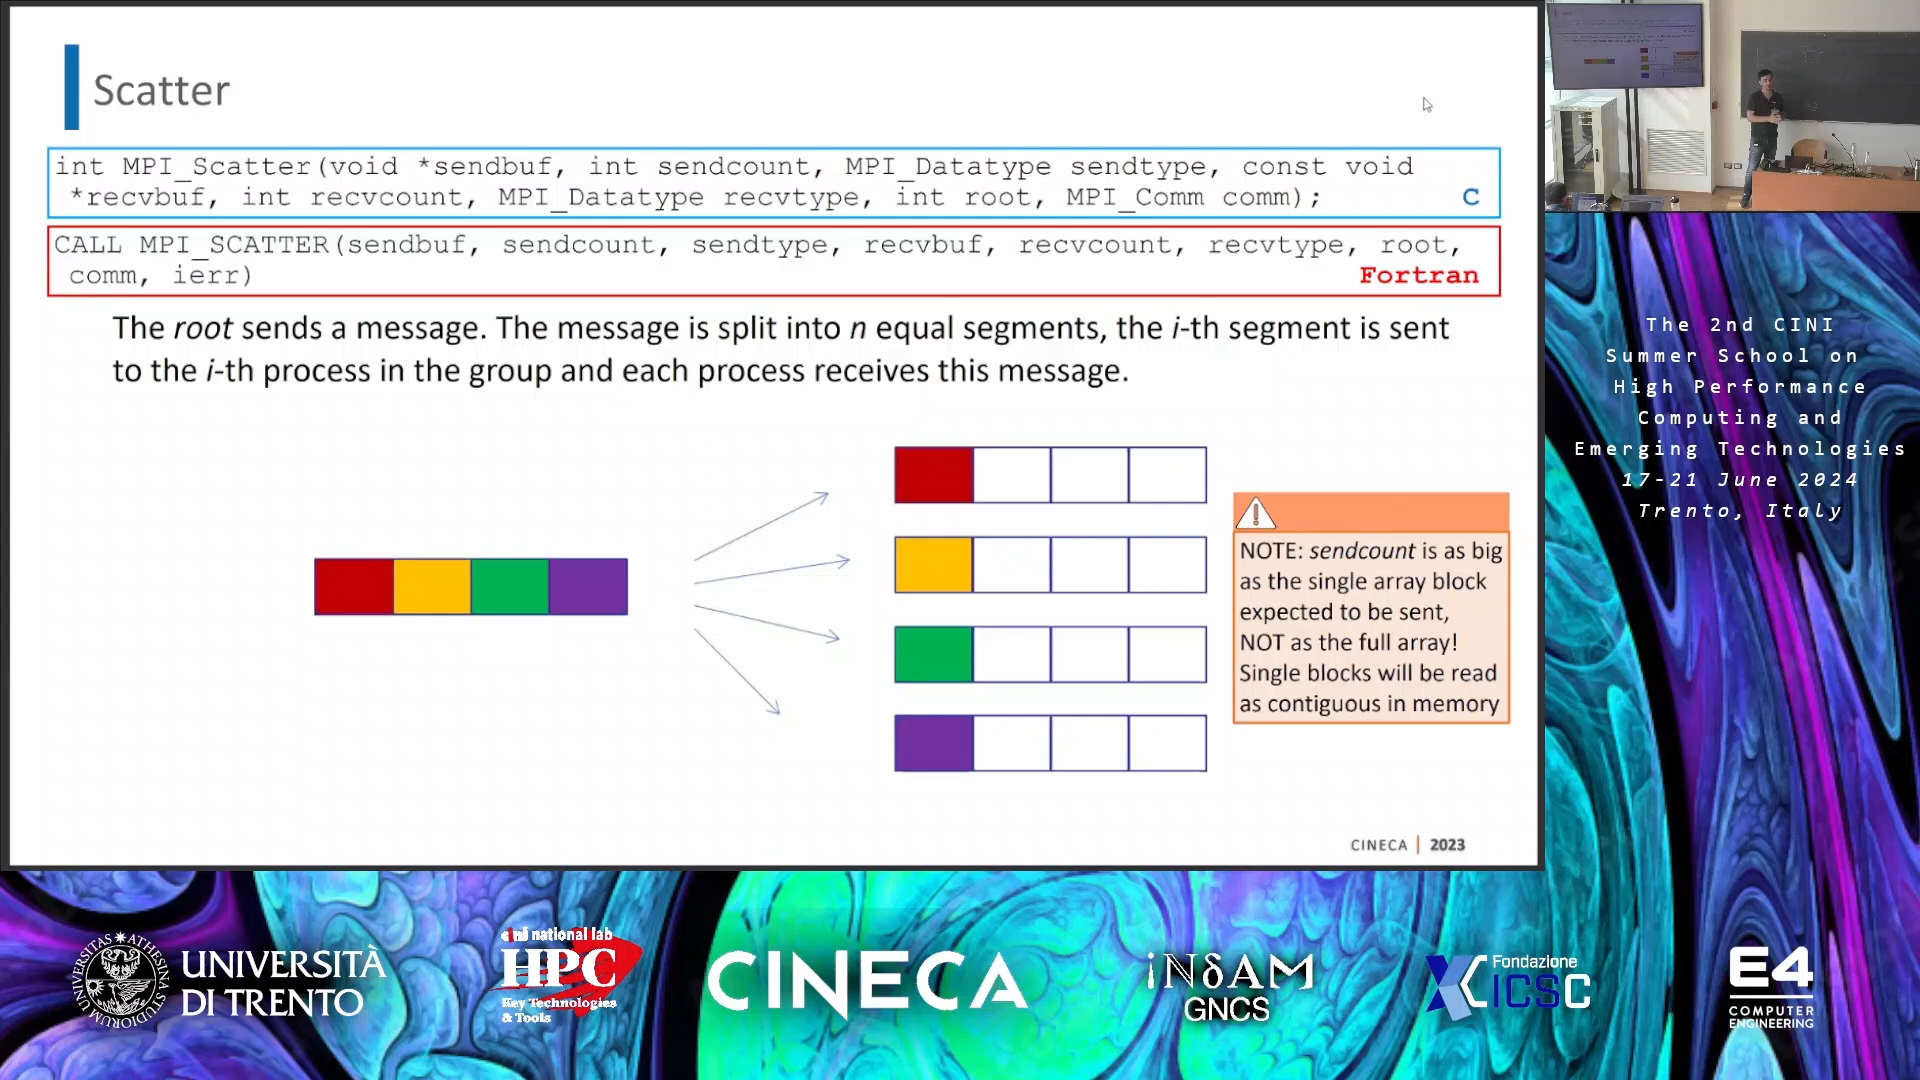 Scatter
int MPI_Scatter(void *sendbuf, int sendcount, MPI_Datatype sendtype, const void
*recvbuf, int recvcount, MPI_Datatype recvtype, int root, MPI_Comm comm);
C
CALL MPI_SCATTER(sendbuf, sendcount, sendtype, recvbuf, recvcount, recvtype, root,
comm, ierr)
Fortran
The root sends a message. The message is split into n equal segments, the i-th segment is sent
to the i-th process in the group and each process receives this message.
NOTE: sendcount is as big
as the single array block
expected to be sent,
NOT as the full array!
Single blocks will be read
as contiguous in memory
CINECA | 2023
The 2nd CINI
Summer School on
High Performance
Computing and
Emerging Technologies
17-21 June 2024
Trento, Italy
UNIVERSITÀ
DI TRENTO
cini national lab
HPC
Key Technologies
& Tools
CINECA
iNδAM
GNCS
Fondazione
ICSC
E4
COMPUTER
ENGINEERING